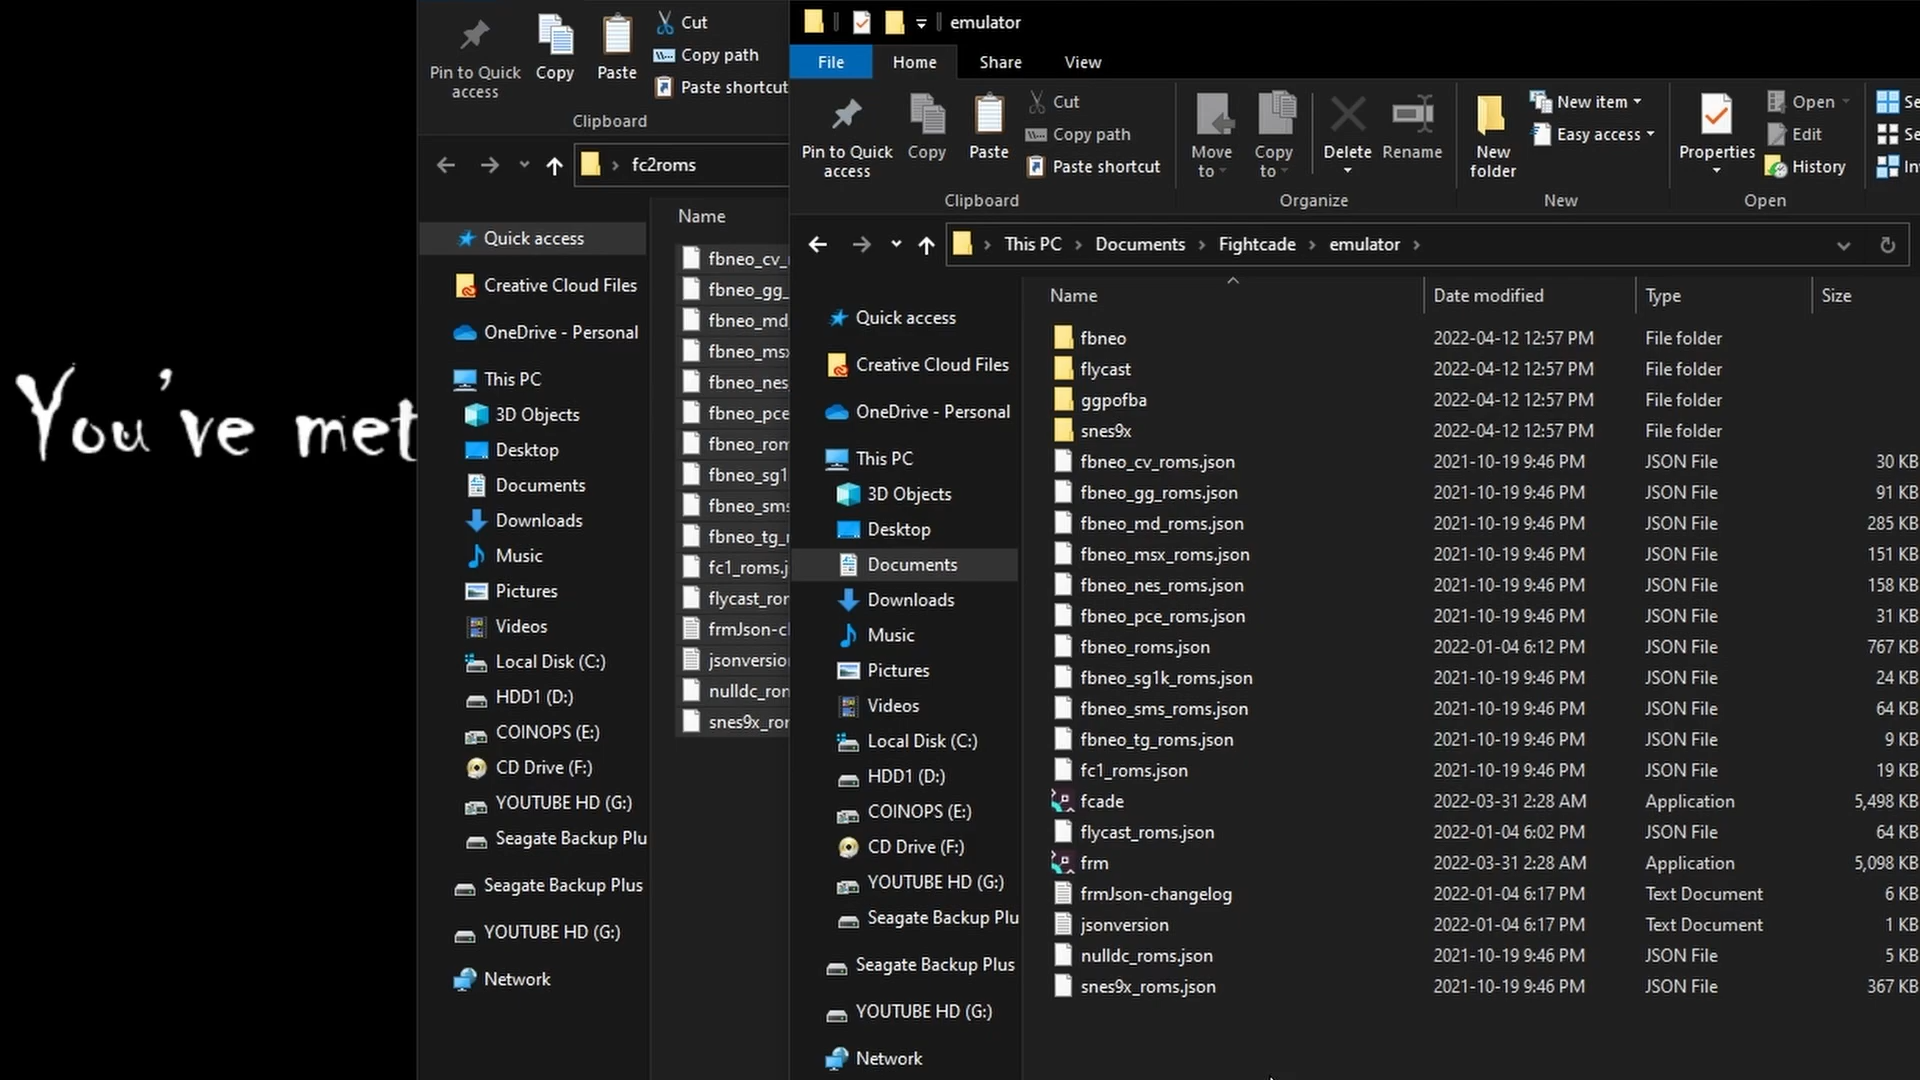 You've met
Pin to Quick
access
Copy
Paste
Cut
Copy path
Paste shortcut
Clipboard
fc2roms
Name
Quick access
Creative Cloud Files
OneDrive - Personal
This PC
3D Objects
Desktop
Documents
Downloads
Music
Pictures
Videos
Local Disk (C:)
HDD1 (D:)
COINOPS (E:)
CD Drive (F:)
YOUTUBE HD (G:)
Seagate Backup Plu
Seagate Backup Plus
YOUTUBE HD (G:)
Network
fbneo_cv_
fbneo_gg_
fbneo_md
fbneo_msx
fbneo_nes
fbneo_pce
fbneo_rom
fbneo_sg1
fbneo_sms
fbneo_tg_
fc1_roms.j
flycast_ror
frmJson-c
jsonversio
nulldc_ror
snes9x_ror
emulator
File
Home
Share
View
Pin to Quick
access
Copy
Paste
Cut
Copy path
Paste shortcut
Clipboard
Move
to
Copy
to
Delete
Rename
Organize
New
folder
New item
Easy access
New
Properties
Open
Edit
History
Open
Se
Se
In
This PC > Documents > Fightcade > emulator >
Quick access
Creative Cloud Files
OneDrive - Personal
This PC
3D Objects
Desktop
Documents
Downloads
Music
Pictures
Videos
Local Disk (C:)
HDD1 (D:)
COINOPS (E:)
CD Drive (F:)
YOUTUBE HD (G:)
Seagate Backup Plu
Seagate Backup Plus
YOUTUBE HD (G:)
Network
Name Date modified Type Size
fbneo 2022-04-12 12:57 PM File folder
flycast 2022-04-12 12:57 PM File folder
ggpofba 2022-04-12 12:57 PM File folder
snes9x 2022-04-12 12:57 PM File folder
fbneo_cv_roms.json 2021-10-19 9:46 PM JSON File 30 KB
fbneo_gg_roms.json 2021-10-19 9:46 PM JSON File 91 KB
fbneo_md_roms.json 2021-10-19 9:46 PM JSON File 285 KB
fbneo_msx_roms.json 2021-10-19 9:46 PM JSON File 151 KB
fbneo_nes_roms.json 2021-10-19 9:46 PM JSON File 158 KB
fbneo_pce_roms.json 2021-10-19 9:46 PM JSON File 31 KB
fbneo_roms.json 2022-01-04 6:12 PM JSON File 767 KB
fbneo_sg1k_roms.json 2021-10-19 9:46 PM JSON File 24 KB
fbneo_sms_roms.json 2021-10-19 9:46 PM JSON File 64 KB
fbneo_tg_roms.json 2021-10-19 9:46 PM JSON File 9 KB
fc1_roms.json 2021-10-19 9:46 PM JSON File 19 KB
fcade 2022-03-31 2:28 AM Application 5,498 KB
flycast_roms.json 2022-01-04 6:02 PM JSON File 64 KB
frm 2022-03-31 2:28 AM Application 5,098 KB
frmJson-changelog 2022-01-04 6:17 PM Text Document 6 KB
jsonversion 2022-01-04 6:17 PM Text Document 1 KB
nulldc_roms.json 2021-10-19 9:46 PM JSON File 5 KB
snes9x_roms.json 2021-10-19 9:46 PM JSON File 367 KB